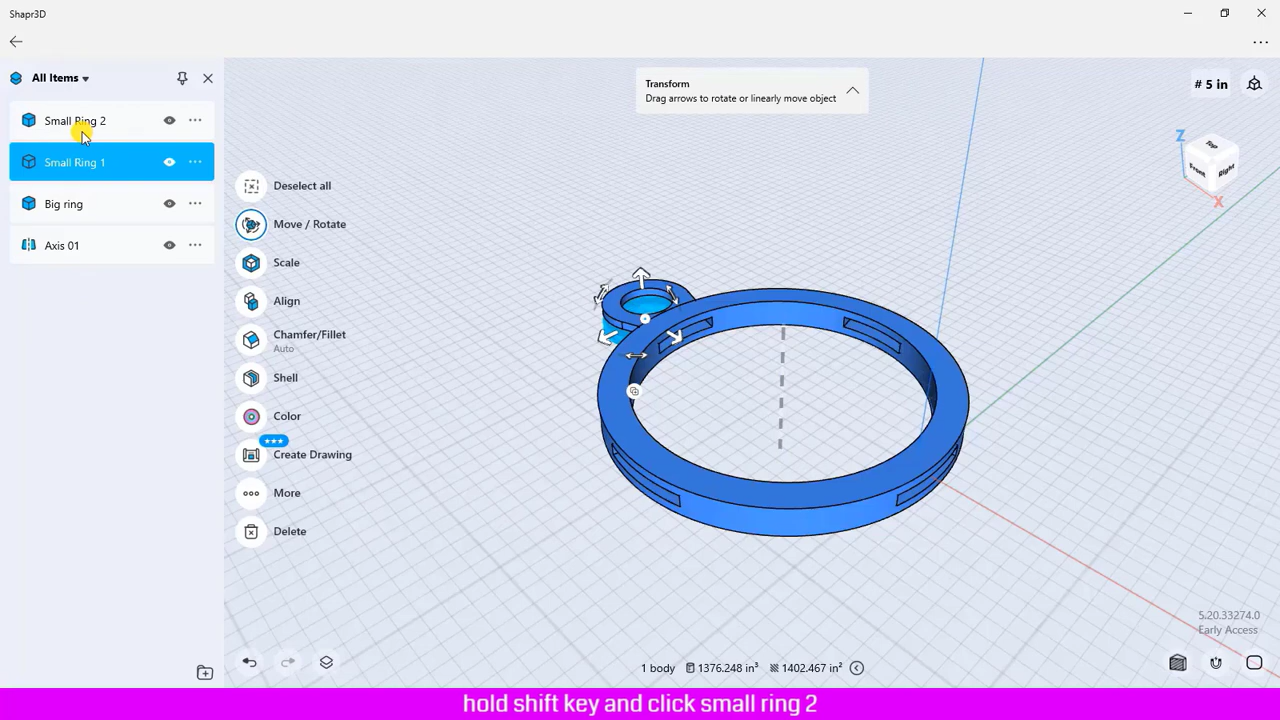 Shapr3D
All Items
Small Ring 2
Small Ring 1
Big ring
Axis 01
Deselect all
Move / Rotate
Scale
Align
Chamfer/Fillet
Auto
Shell
Color
Create Drawing
More
Delete
Transform
Drag arrows to rotate or linearly move object
# 5 in
Z
Top
Front
Right
X
5.20.33274.0
Early Access
1 body
1376.248 in³
1402.467 in²
hold shift key and click small ring 2